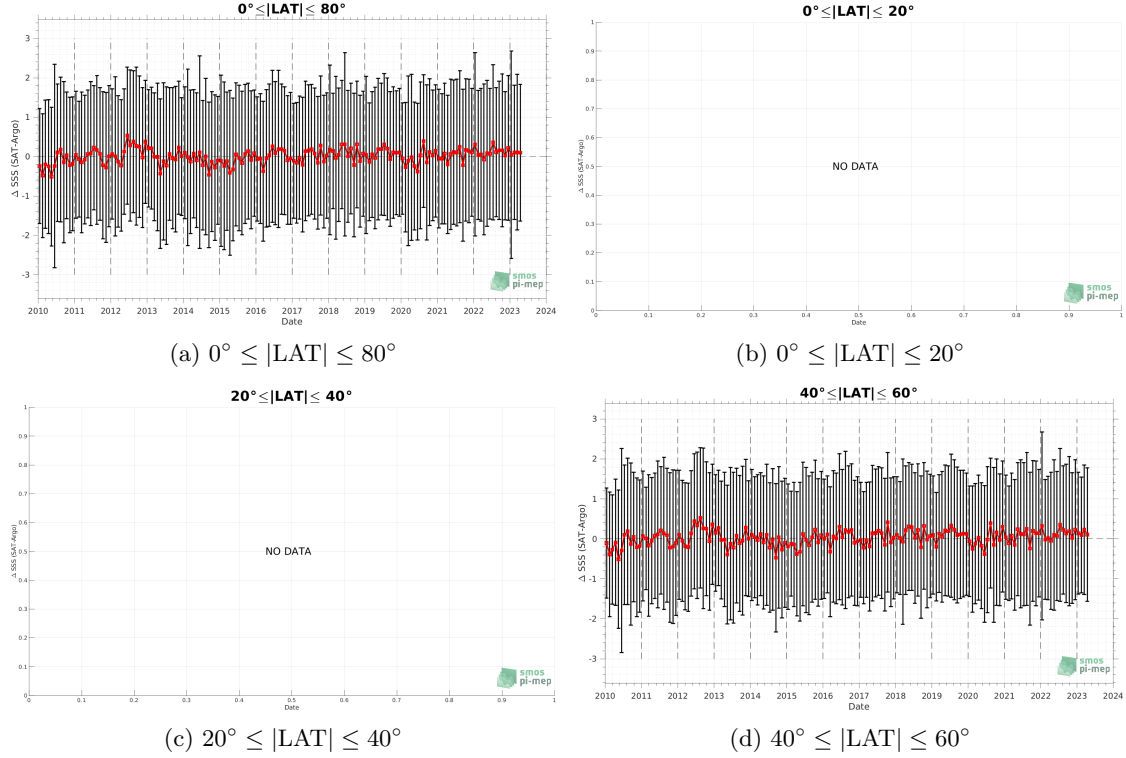 0°≤|LAT|≤ 80°
3
2
1
0
-1
-2
-3
Δ SSS (SAT-Argo)
2010 2011 2012 2013 2014 2015 2016 2017 2018 2019 2020 2021 2022 2023 2024
Date
smos
pi-mep
(a) 0° ≤ |LAT| ≤ 80°
0°≤|LAT|≤ 20°
1
0.9
0.8
0.7
0.6
0.5
0.4
0.3
0.2
0.1
0
Δ SSS (SAT-Argo)
NO DATA
0 0.1 0.2 0.3 0.4 0.5 0.6 0.7 0.8 0.9 1
Date
smos
pi-mep
(b) 0° ≤ |LAT| ≤ 20°
20°≤|LAT|≤ 40°
1
0.9
0.8
0.7
0.6
0.5
0.4
0.3
0.2
0.1
0
Δ SSS (SAT-Argo)
NO DATA
0 0.1 0.2 0.3 0.4 0.5 0.6 0.7 0.8 0.9 1
Date
smos
pi-mep
(c) 20° ≤ |LAT| ≤ 40°
40°≤|LAT|≤ 60°
3
2
1
0
-1
-2
-3
Δ SSS (SAT-Argo)
2010 2011 2012 2013 2014 2015 2016 2017 2018 2019 2020 2021 2022 2023 2024
Date
smos
pi-mep
(d) 40° ≤ |LAT| ≤ 60°